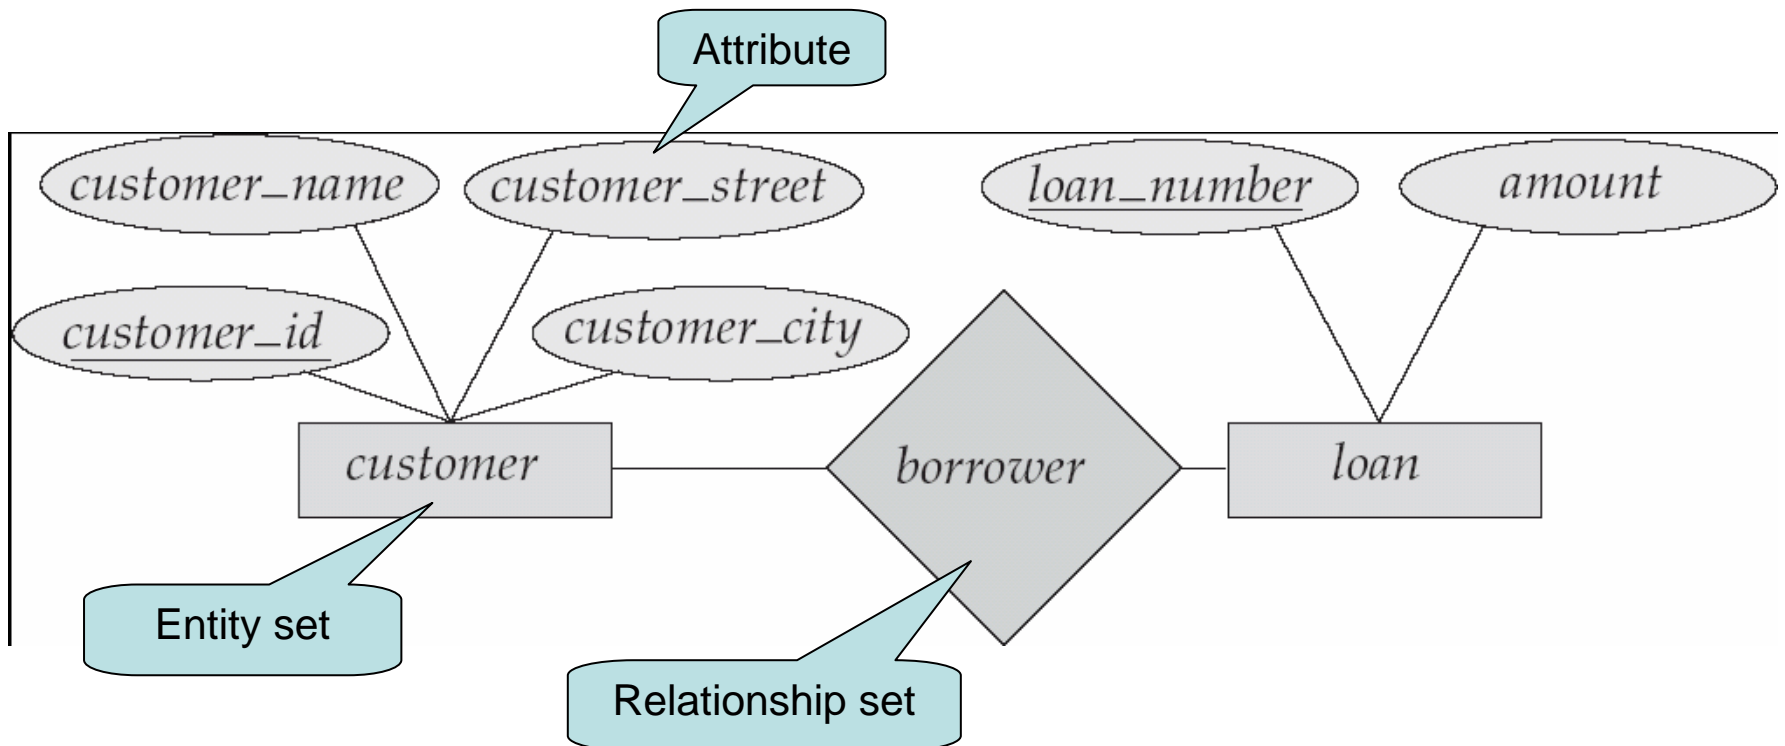 Attribute
customer_name
customer_street
loan_number
amount
customer_id
customer_city
customer
borrower
loan
Entity set
Relationship set